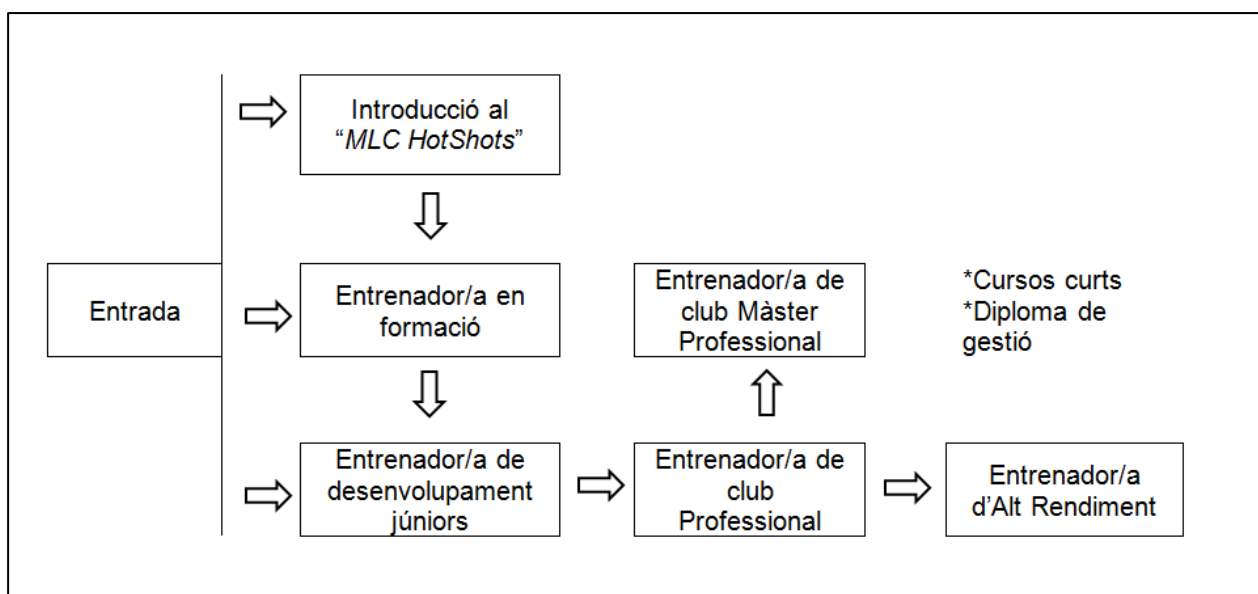 Introducció al
“MLC HotShots”
Entrada
Entrenador/a en
formació
Entrenador/a de
club Màster
Professional
*Cursos curts
*Diploma de
gestió
Entrenador/a de
desenvolupament
júniors
Entrenador/a de
club
Professional
Entrenador/a
d’Alt Rendiment